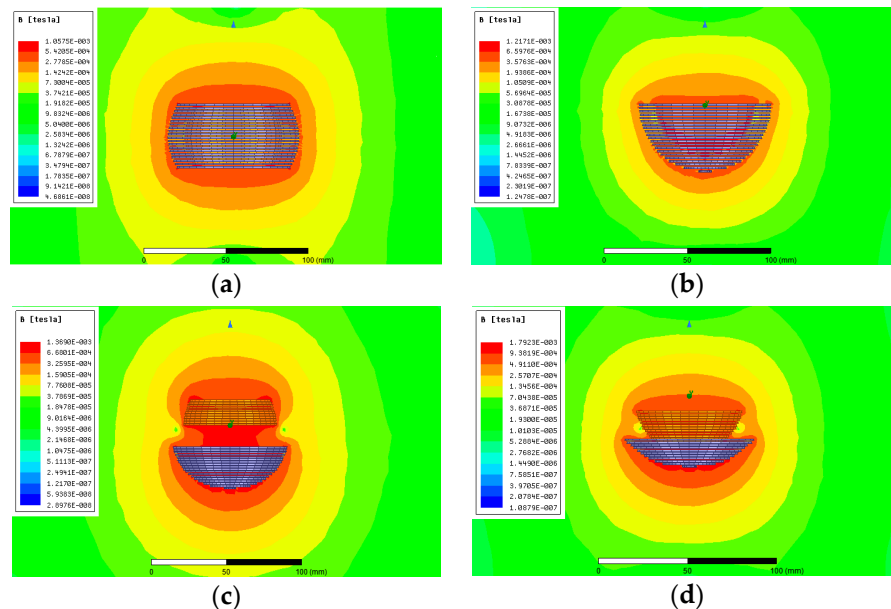 B [tesla]
1.0575E-003
5.4205E-004
2.7785E-004
1.4242E-004
7.3004E-005
3.7421E-005
1.9182E-005
9.8324E-006
5.0400E-006
2.5834E-006
1.3242E-006
6.7879E-007
3.4794E-007
1.7835E-007
9.1421E-008
4.6861E-008
0
50
100 (mm)
(a)
B [tesla]
1.2171E-003
6.5976E-004
3.5763E-004
1.9386E-004
1.0509E-004
5.6964E-005
3.0878E-005
1.6738E-005
9.0732E-006
4.9183E-006
2.6661E-006
1.4452E-006
7.8339E-007
4.2465E-007
2.3019E-007
1.2478E-007
0
50
100 (mm)
(b)
B [tesla]
1.3690E-003
6.6801E-004
3.2595E-004
1.5905E-004
7.7608E-005
3.7869E-005
1.8478E-005
9.0164E-006
4.3995E-006
2.1468E-006
1.0475E-006
5.1113E-007
2.4941E-007
1.2170E-007
5.9383E-008
2.8976E-008
0
50
100 (mm)
(c)
B [tesla]
1.7923E-003
9.3819E-004
4.9110E-004
2.5707E-004
1.3456E-004
7.0438E-005
3.6871E-005
1.9300E-005
1.0103E-005
5.2884E-006
2.7682E-006
1.4490E-006
7.5851E-007
3.9705E-007
2.0784E-007
1.0879E-007
0
50
100 (mm)
(d)